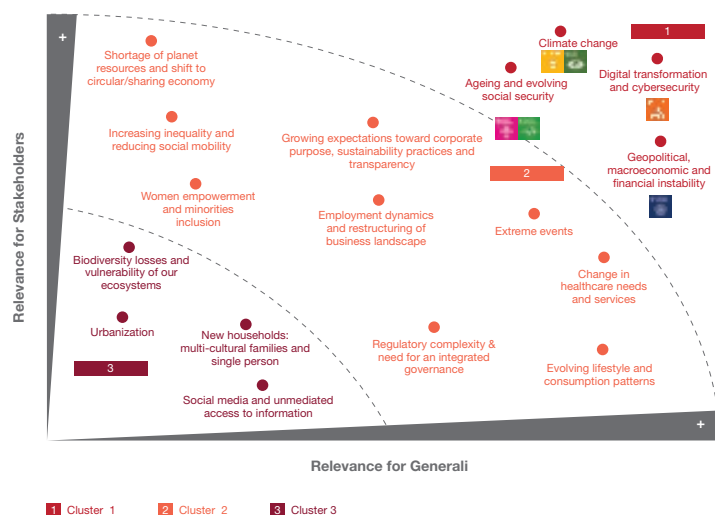 +
1
Climate change
Shortage of planet
resources and shift to
circular/sharing economy
Digital transformation
and cybersecurity
Ageing and evolving
social security
Increasing inequality and
reducing social mobility
Growing expectations toward corporate
purpose, sustainability practices and
transparency
Geopolitical,
macroeconomic and
financial instability
2
Women empowerment
and minorities
inclusion
Employment dynamics
and restructuring of
business landscape
Extreme events
Biodiversity losses and
vulnerability of our
ecosystems
Change in
healthcare needs
and services
Urbanization
New households:
multi-cultural families and
single person
Regulatory complexity &
need for an integrated
governance
3
Evolving lifestyle and
consumption patterns
Social media and unmediated
access to information
+
Relevance for Stakeholders
Relevance for Generali
1 Cluster 1
2 Cluster 2
3 Cluster 3